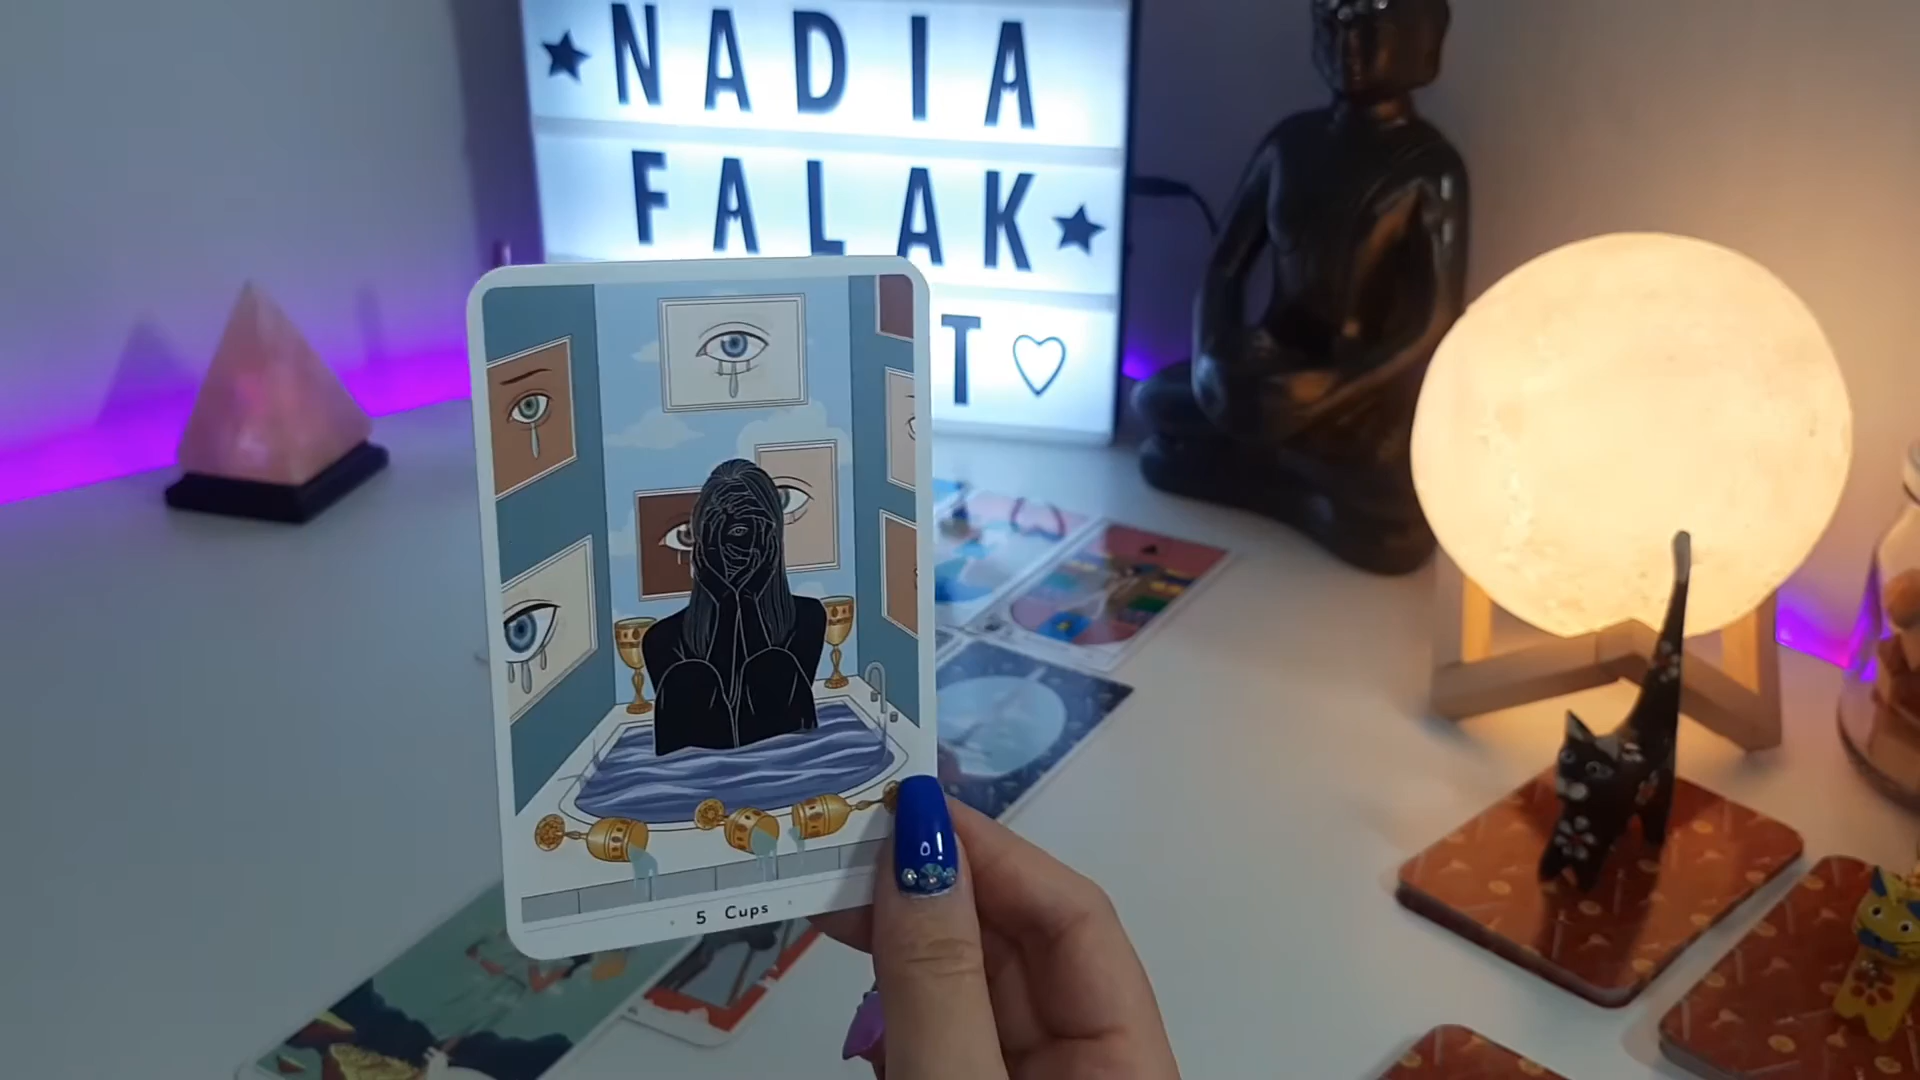 ★ NADIA
FALAK ★
T ♡
5 Cups